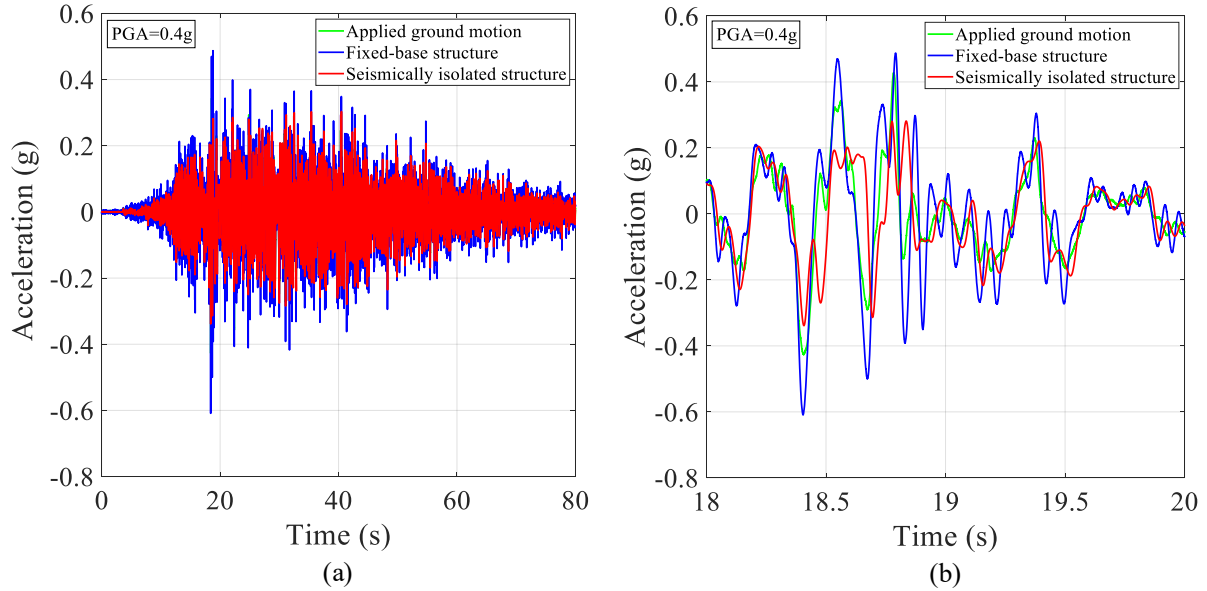 PGA=0.4g
Applied ground motion
Fixed-base structure
Seismically isolated structure
Acceleration (g)
0.6
0.4
0.2
0
-0.2
-0.4
-0.6
-0.8
0 20 40 60 80
Time (s)
(a)
PGA=0.4g
Applied ground motion
Fixed-base structure
Seismically isolated structure
Acceleration (g)
0.6
0.4
0.2
0
-0.2
-0.4
-0.6
-0.8
18 18.5 19 19.5 20
Time (s)
(b)